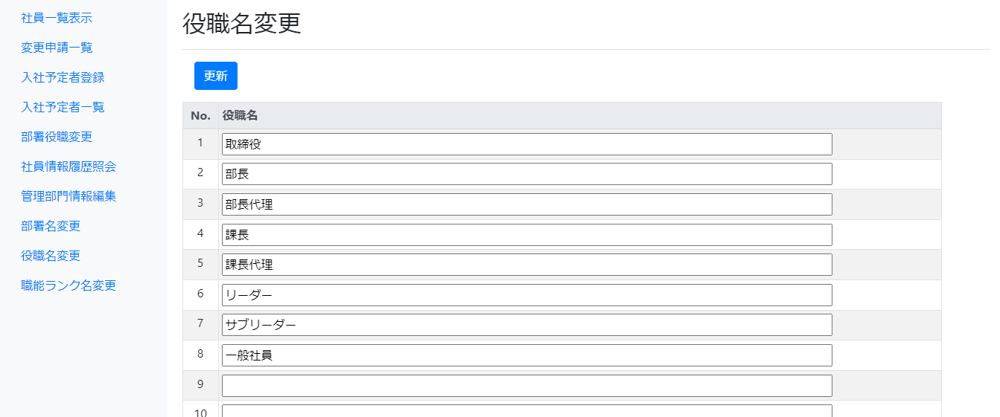 社員一覧表示
変更申請一覧
入社予定者登録
入社予定者一覧
部署役職変更
社員情報履歴照会
管理部門情報編集
部署名変更
役職名変更
職能ランク名変更
役職名変更
更新
No. 役職名
1 取締役
2 部長
3 部長代理
4 課長
5 課長代理
6 リーダー
7 サブリーダー
8 一般社員
9
10